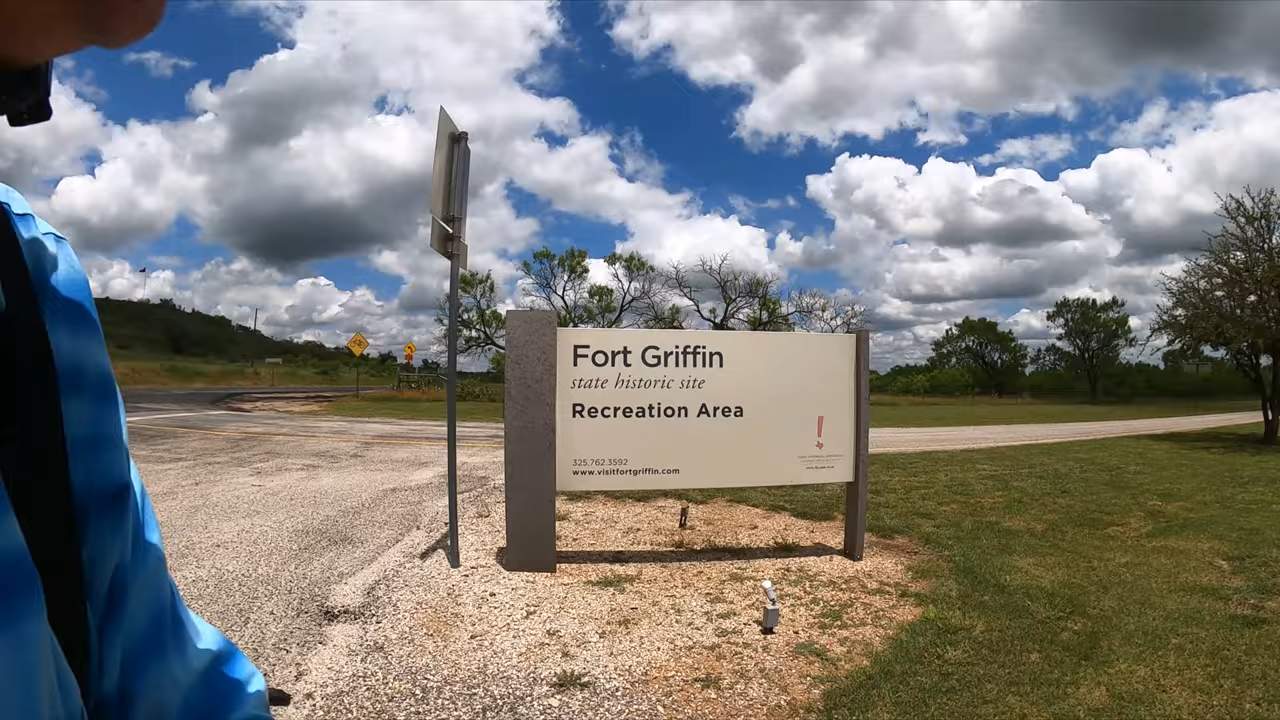 Fort Griffin
state historic site
Recreation Area
325.762.3592
www.visitfortgriffin.com